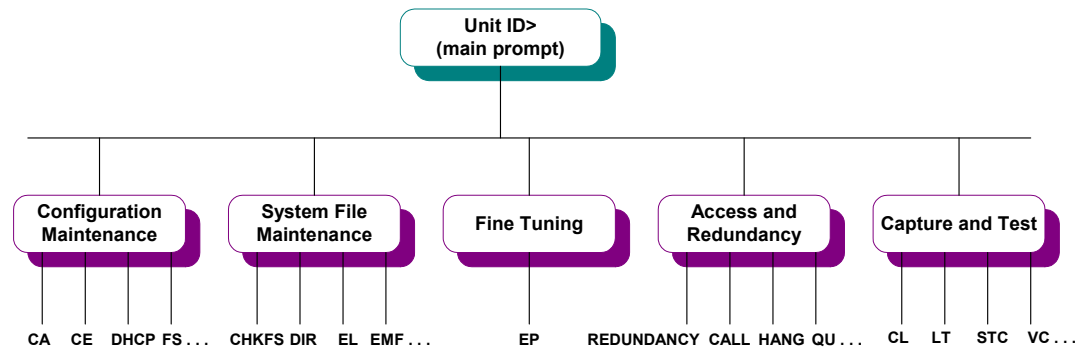 Unit ID>
(main prompt)
Configuration
Maintenance
System File
Maintenance
Fine Tuning
Access and
Redundancy
Capture and Test
CA CE DHCP FS . . . CHKFS DIR EL EMF . . . EP REDUNDANCY CALL HANG QU . . . CL LT STC VC . . .